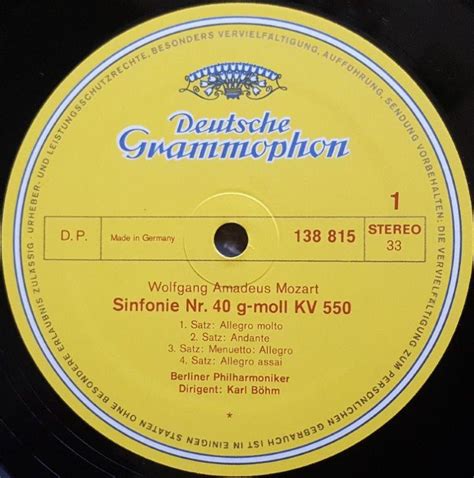 URHEBER- UND LEISTUNGSSCHUTZRECHTE, BESONDERS VERVIELFÄLTIGUNG, AUFFÜHRUNG, SENDUNG VORBEHALTEN: DIE VERVIELFÄLTIGUNG ZUM PERSÖNLICHEN GEBRAUCH IST IN EINIGEN STAATEN OHNE BESONDERE ERLAUBNIS ZULÄSSIG ·
Deutsche
Grammophon
1
D.P.
Made in Germany
138 815
STEREO
33
Wolfgang Amadeus Mozart
Sinfonie Nr. 40 g-moll KV 550
1. Satz: Allegro molto
2. Satz: Andante
3. Satz: Menuetto: Allegro
4. Satz: Allegro assai
Berliner Philharmoniker
Dirigent: Karl Böhm
*